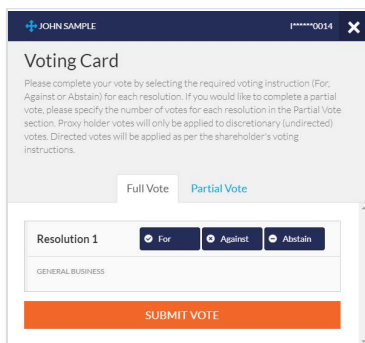 JOHN SAMPLE
I******0014
Voting Card
Please complete your vote by selecting the required voting instruction (For,
Against or Abstain) for each resolution. If you would like to complete a partial
vote, please specify the number of votes for each resolution in the Partial Vote
section. Proxy holder votes will only be applied to discretionary (undirected)
votes. Directed votes will be applied as per the shareholder's voting
instructions.
Full Vote Partial Vote
Resolution 1 For Against Abstain
GENERAL BUSINESS
SUBMIT VOTE